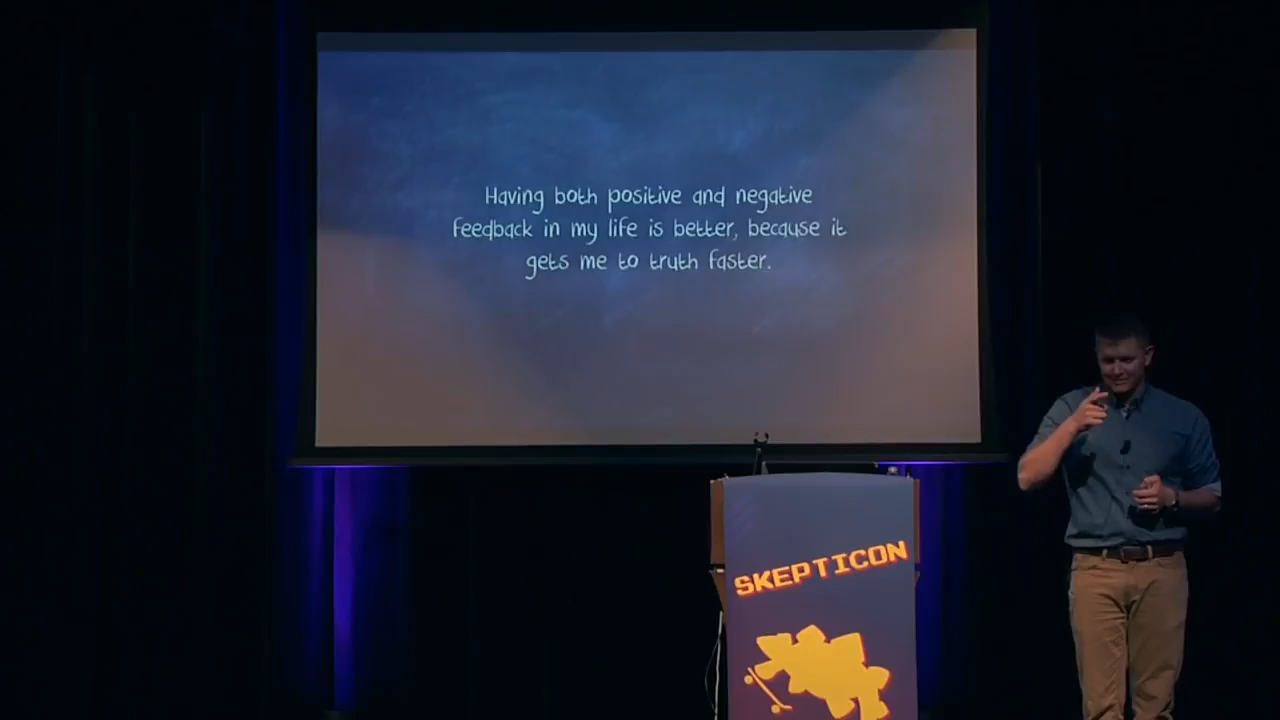 Having both positive and negative
feedback in my life is better, because it
gets me to truth faster.
SKEPTICON